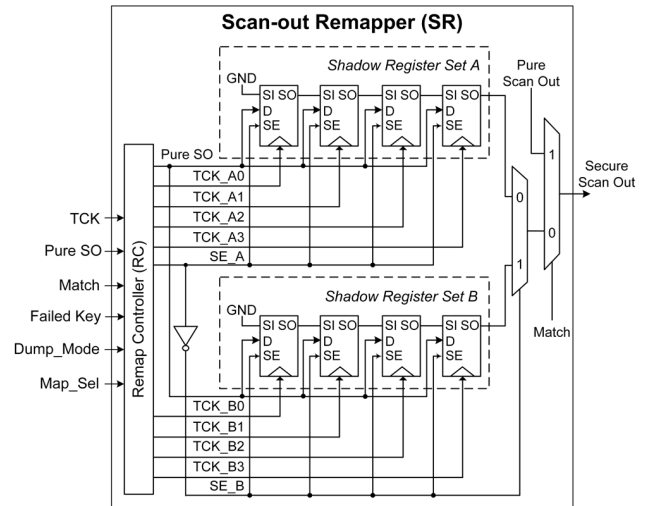 Scan-out Remapper (SR)
Shadow Register Set A
GND
SI SO SI SO SI SO SI SO
D D D D
SE SE SE SE
Pure
Scan Out
1
0
Secure
Scan Out
Match
0
1
Pure SO
TCK_A0
TCK_A1
TCK_A2
TCK_A3
SE_A
TCK
Pure SO
Match
Failed Key
Dump_Mode
Map_Sel
Remap Controller (RC)
Shadow Register Set B
GND
SI SO SI SO SI SO SI SO
D D D D
SE SE SE SE
TCK_B0
TCK_B1
TCK_B2
TCK_B3
SE_B